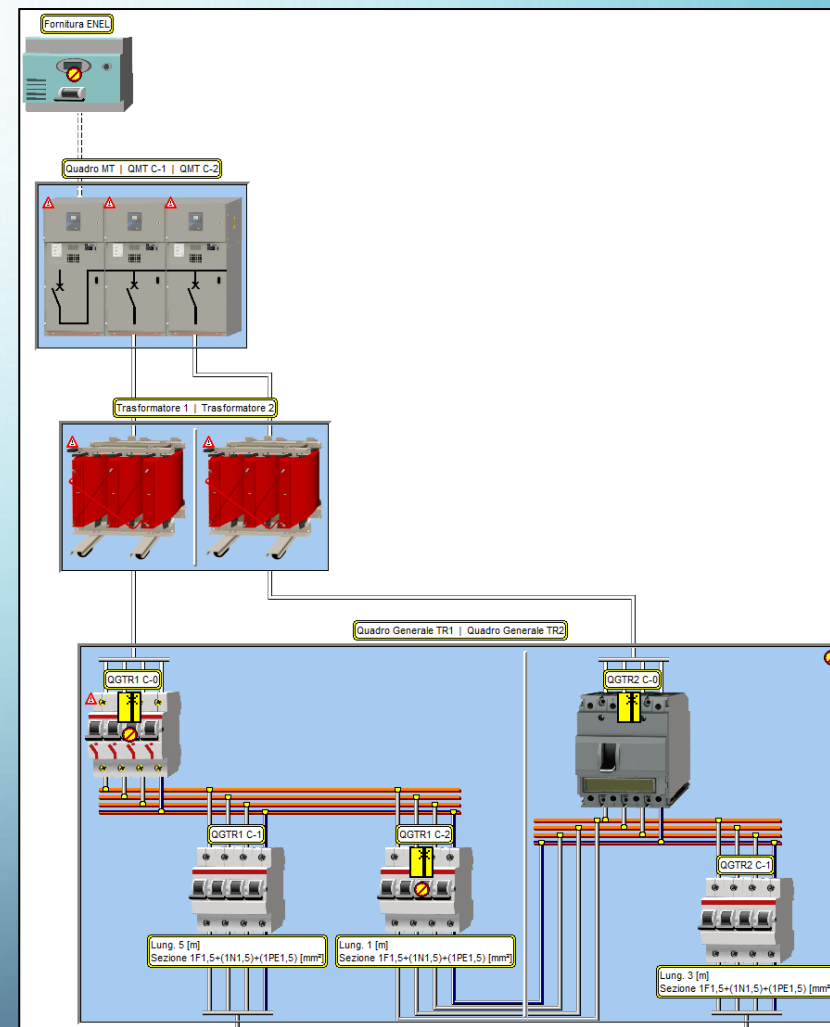 Fornitura ENEL
Quadro MT | QMT C-1 | QMT C-2
Trasformatore 1 | Trasformatore 2
Quadro Generale TR1 | Quadro Generale TR2
QGTR1 C-0
QGTR2 C-0
QGTR1 C-1
QGTR1 C-2
QGTR2 C-1
Lung. 5 [m]
Sezione 1F1,5+(1N1,5)+(1PE1,5) [mm²]
Lung. 1 [m]
Sezione 1F1,5+(1N1,5)+(1PE1,5) [mm²]
Lung. 3 [m]
Sezione 1F1,5+(1N1,5)+(1PE1,5) [mm²